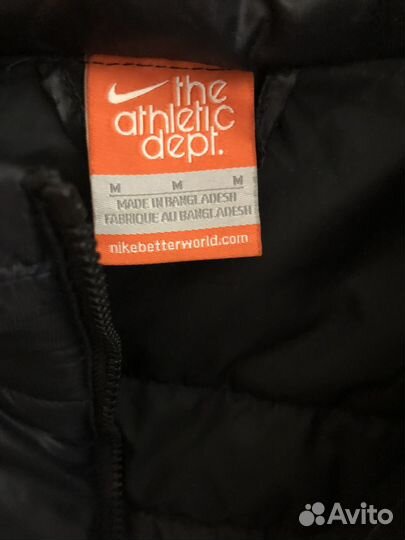 the
athletic
dept.
M M M
MADE IN BANGLADESH
FABRIQUE AU BANGLADESH
nikebetterworld.com
Avito